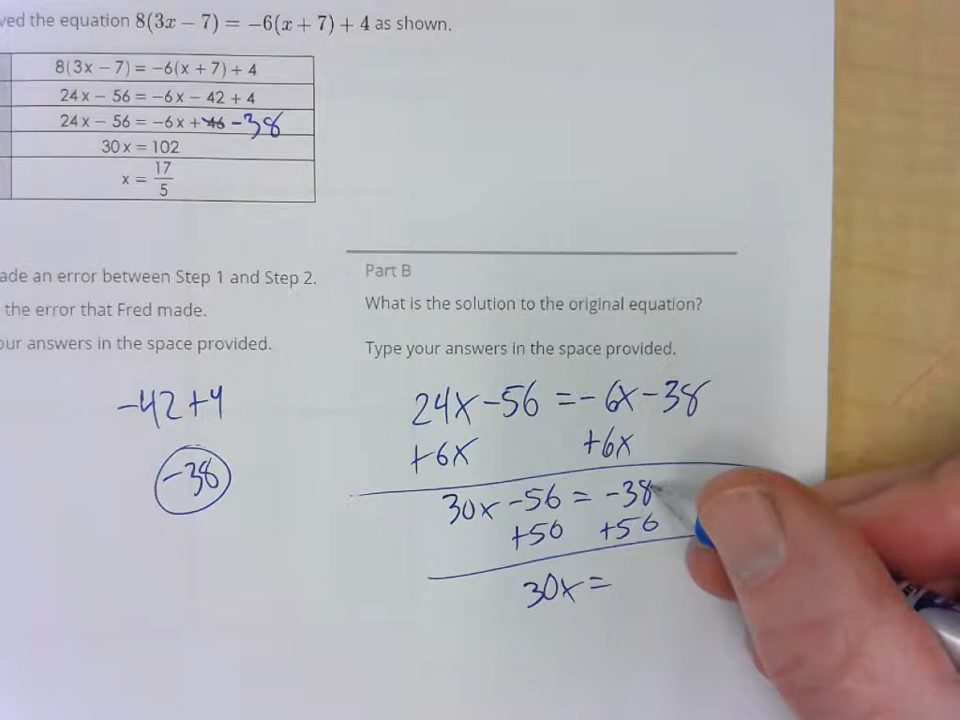 ved the equation 8(3x − 7) = −6(x + 7) + 4 as shown.
8(3x − 7) = −6(x + 7) + 4
24x − 56 = −6x − 42 + 4
24x − 56 = −6x + 46 -38
30x = 102
x = 17/5
ade an error between Step 1 and Step 2.
the error that Fred made.
our answers in the space provided.
-42+4
-38
Part B
What is the solution to the original equation?
Type your answers in the space provided.
24x -56 = -6x -38
+6x +6x
30x -56 = -38
+56 +56
30x =